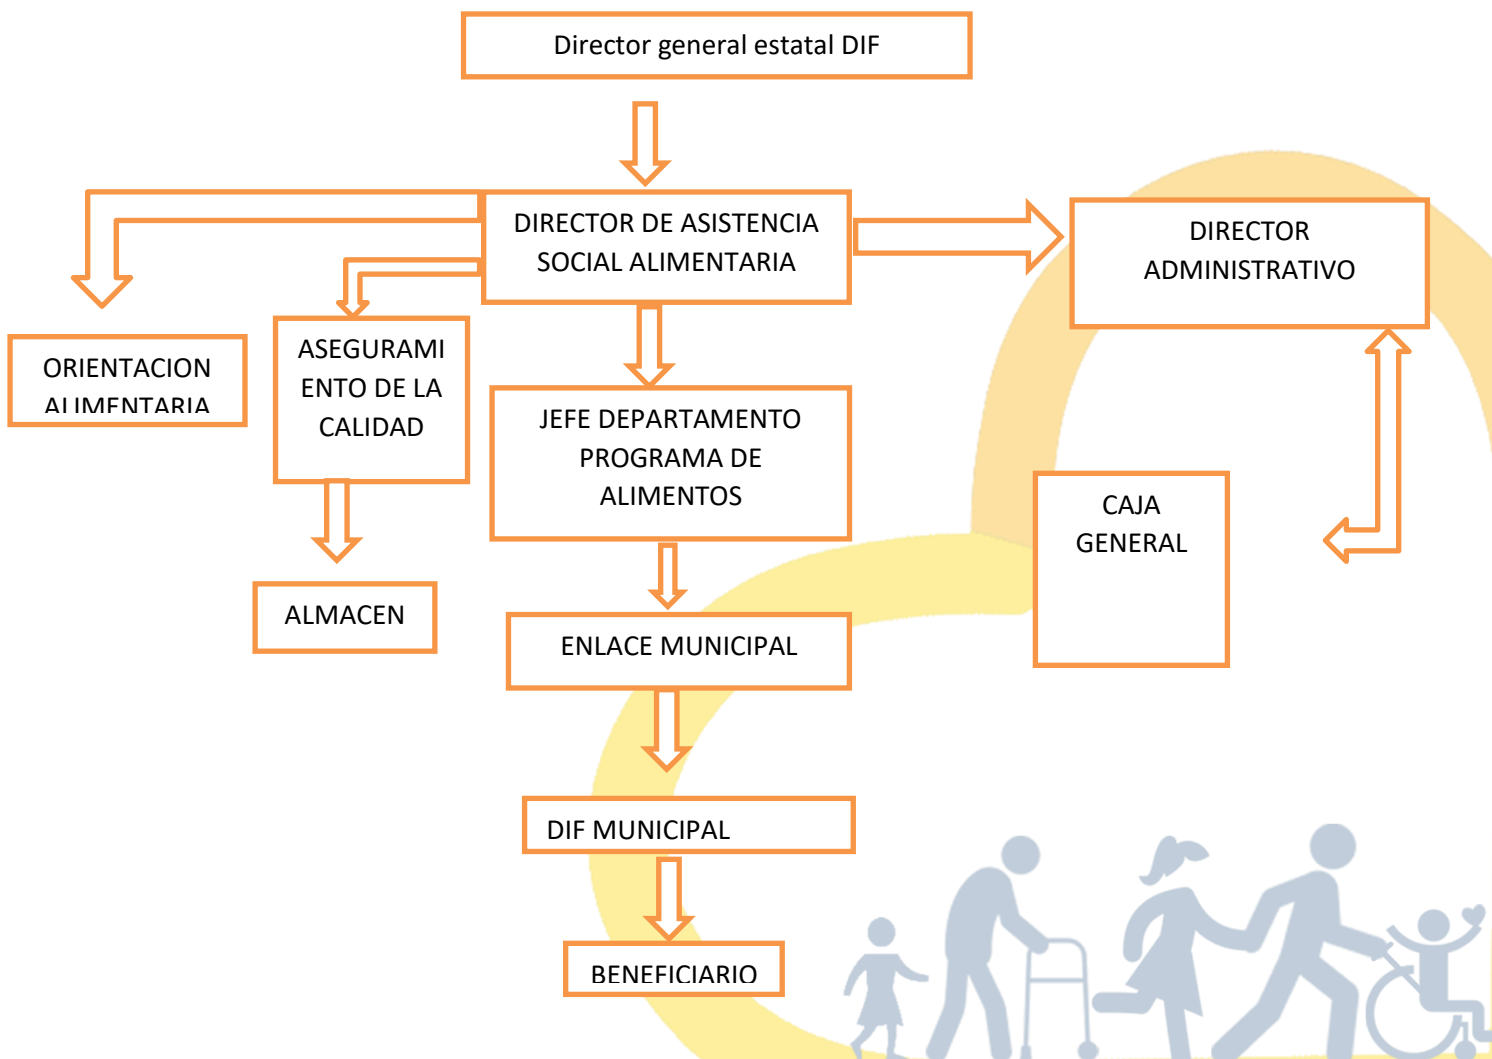 Director general estatal DIF
DIRECTOR DE ASISTENCIA
SOCIAL ALIMENTARIA
DIRECTOR
ADMINISTRATIVO
ORIENTACION
ALIMENTARIA
ASEGURAMI
ENTO DE LA
CALIDAD
JEFE DEPARTAMENTO
PROGRAMA DE
ALIMENTOS
CAJA
GENERAL
ALMACEN
ENLACE MUNICIPAL
DIF MUNICIPAL
BENEFICIARIO